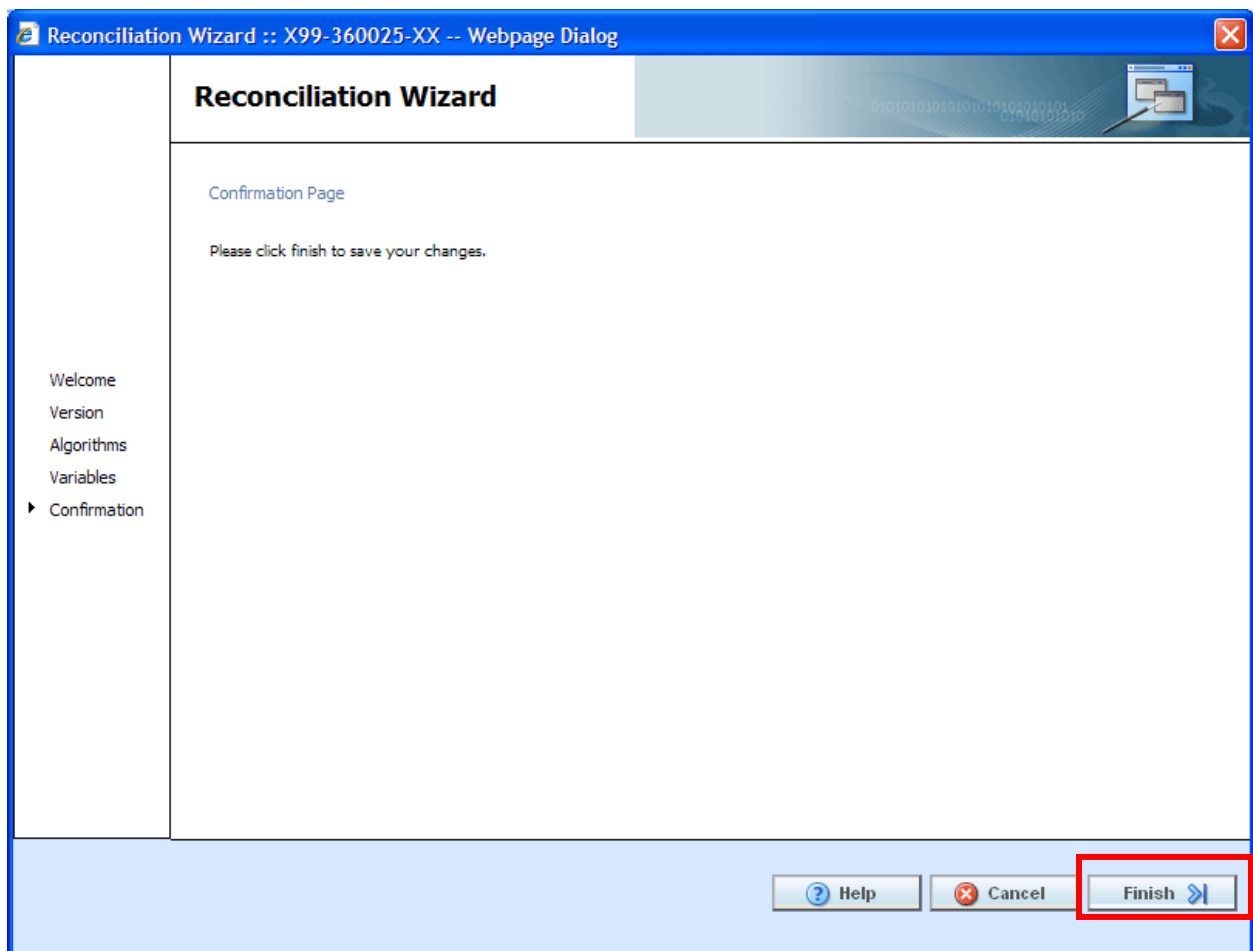 Reconciliation Wizard :: X99-360025-XX -- Webpage Dialog
Reconciliation Wizard
Confirmation Page
Please click finish to save your changes.
Welcome
Version
Algorithms
Variables
Confirmation
Help
Cancel
Finish